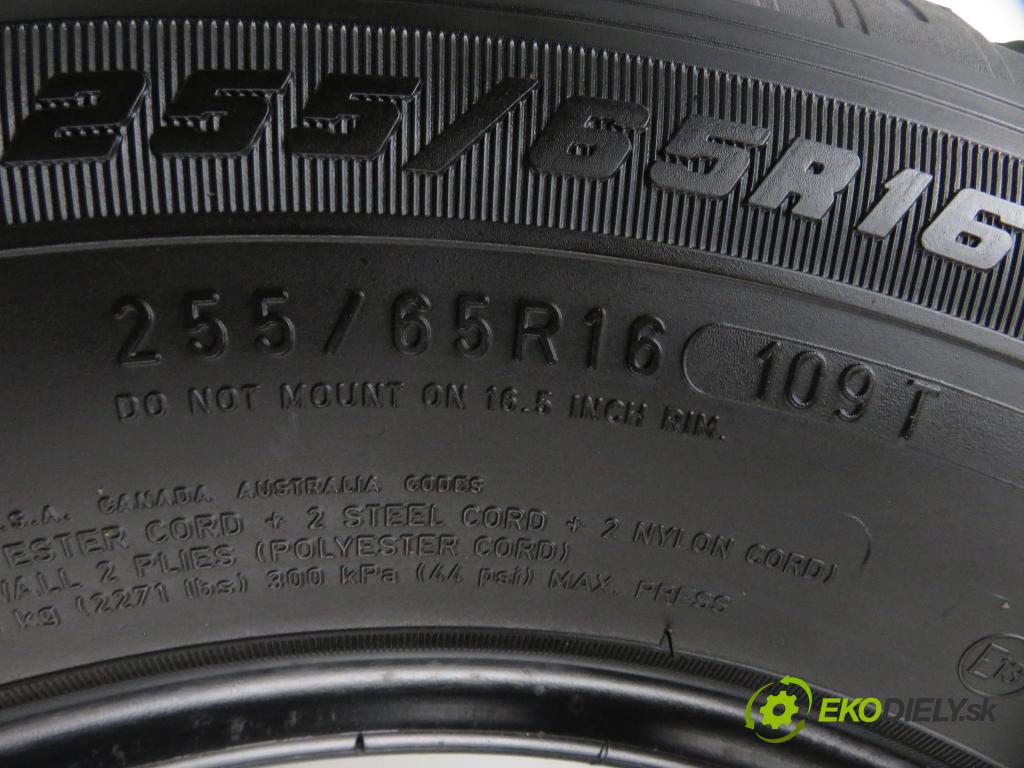 255/65R16
255/65R16 109T
DO NOT MOUNT ON 16.5 INCH RIM.
.S.A. CANADA AUSTRALIA CODES
ESTER CORD + 2 STEEL CORD + 2 NYLON CORD)
WALL 2 PLIES (POLYESTER CORD)
kg (2271 lbs) 300 kPa (44 psi) MAX. PRESS
E13
EKODIELY.sk